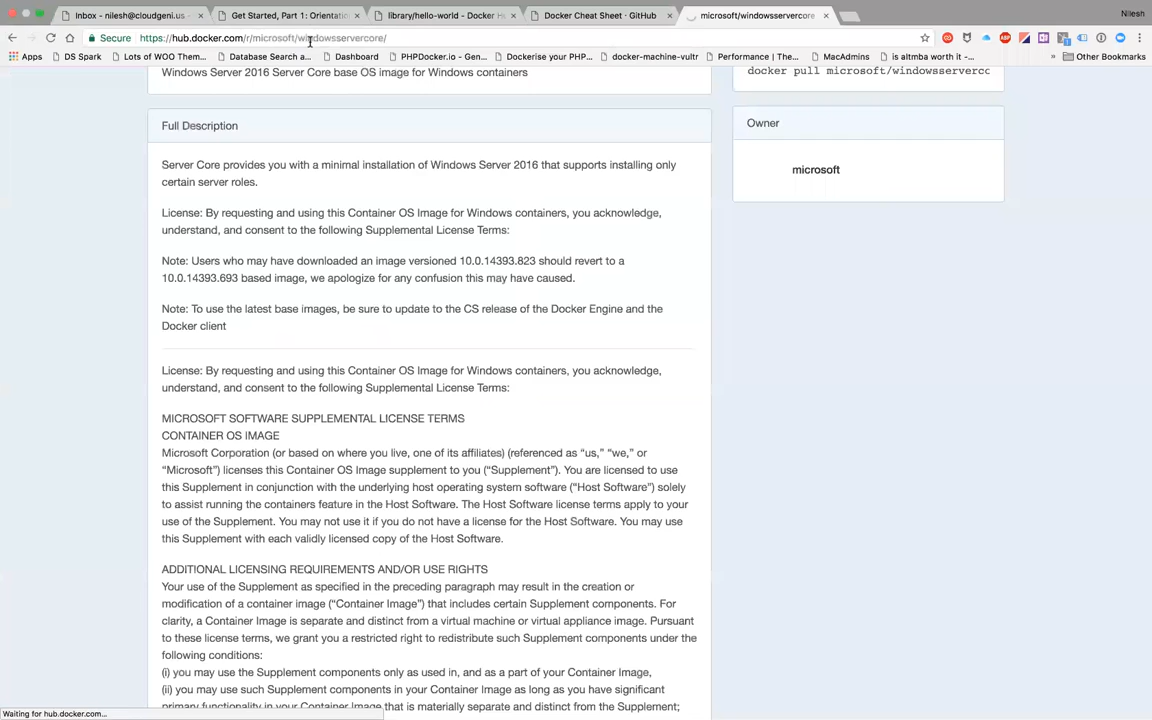 Inbox - nilesh@cloudgeni.us -
Get Started, Part 1: Orientatio
library/hello-world - Docker H
Docker Cheat Sheet · GitHub
microsoft/windowsservercore
Nilesh
Secure
https://hub.docker.com/r/microsoft/windowsservercore/
Apps
DS Spark
Lots of WOO Them...
Database Search a...
Dashboard
PHPDocker.io - Gen...
Dockerise your PHP...
docker-machine-vultr
Performance | The...
MacAdmins
is altmba worth it -...
Other Bookmarks
Windows Server 2016 Server Core base OS image for Windows containers
docker pull microsoft/windowsservercc
Full Description
Owner
microsoft
Server Core provides you with a minimal installation of Windows Server 2016 that supports installing only
certain server roles.
License: By requesting and using this Container OS Image for Windows containers, you acknowledge,
understand, and consent to the following Supplemental License Terms:
Note: Users who may have downloaded an image versioned 10.0.14393.823 should revert to a
10.0.14393.693 based image, we apologize for any confusion this may have caused.
Note: To use the latest base images, be sure to update to the CS release of the Docker Engine and the
Docker client
License: By requesting and using this Container OS Image for Windows containers, you acknowledge,
understand, and consent to the following Supplemental License Terms:
MICROSOFT SOFTWARE SUPPLEMENTAL LICENSE TERMS
CONTAINER OS IMAGE
Microsoft Corporation (or based on where you live, one of its affiliates) (referenced as “us,” “we,” or
“Microsoft”) licenses this Container OS Image supplement to you (“Supplement”). You are licensed to use
this Supplement in conjunction with the underlying host operating system software (“Host Software”) solely
to assist running the containers feature in the Host Software. The Host Software license terms apply to your
use of the Supplement. You may not use it if you do not have a license for the Host Software. You may use
this Supplement with each validly licensed copy of the Host Software.
ADDITIONAL LICENSING REQUIREMENTS AND/OR USE RIGHTS
Your use of the Supplement as specified in the preceding paragraph may result in the creation or
modification of a container image (“Container Image”) that includes certain Supplement components. For
clarity, a Container Image is separate and distinct from a virtual machine or virtual appliance image. Pursuant
to these license terms, we grant you a restricted right to redistribute such Supplement components under the
following conditions:
(i) you may use the Supplement components only as used in, and as a part of your Container Image,
(ii) you may use such Supplement components in your Container Image as long as you have significant
primary functionality in your Container Image that is materially separate and distinct from the Supplement;
Waiting for hub.docker.com...